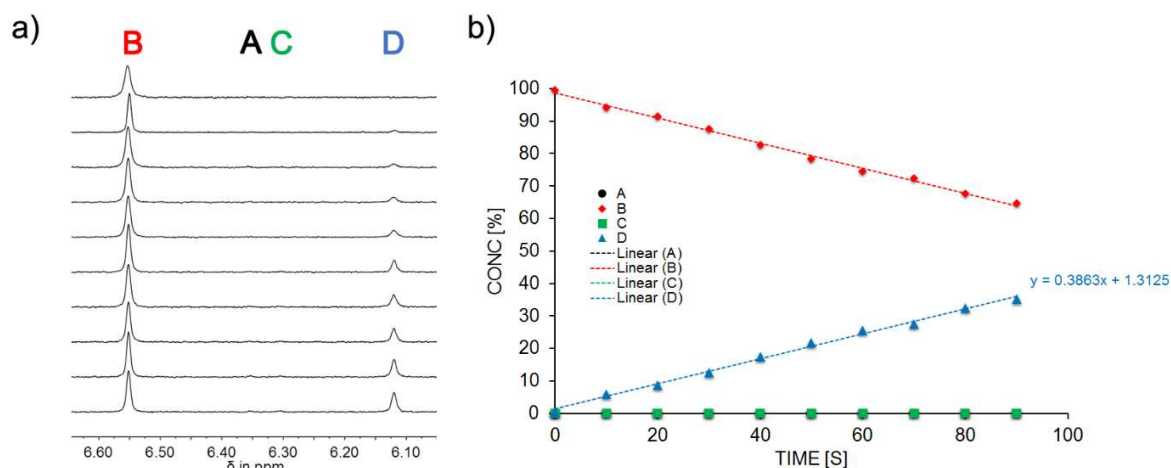 a)
B A C D
6.60 6.50 6.40 6.30 6.20 6.10
δ in ppm
b)
CONC [%]
100
90
80
70
60
50
40
30
20
10
0
A
B
C
D
Linear (A)
Linear (B)
Linear (C)
Linear (D)
y = 0.3863x + 1.3125
0 20 40 60 80 100
TIME [S]